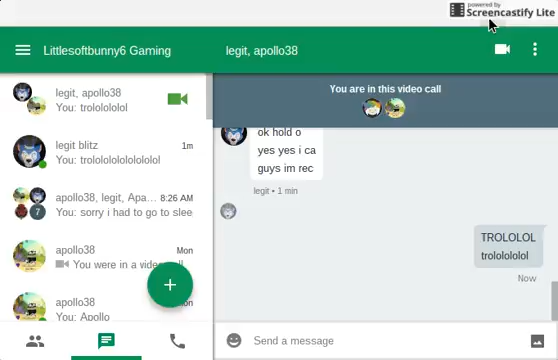 powered by
Screencastify Lite
Littlesoftbunny6 Gaming
legit, apollo38
legit, apollo38
You: trolololol
legit blitz
1m
You: trolololololololol
apollo38, legit, Apa...
8:26 AM
7
You: sorry i had to go to slee
apollo38
Mon
You were in a video call
apollo38
You: Apollo
+
You are in this video call
ok hold o
yes yes i ca
guys im rec
legit • 1 min
TROLOLOL
trolololol
Now
Send a message